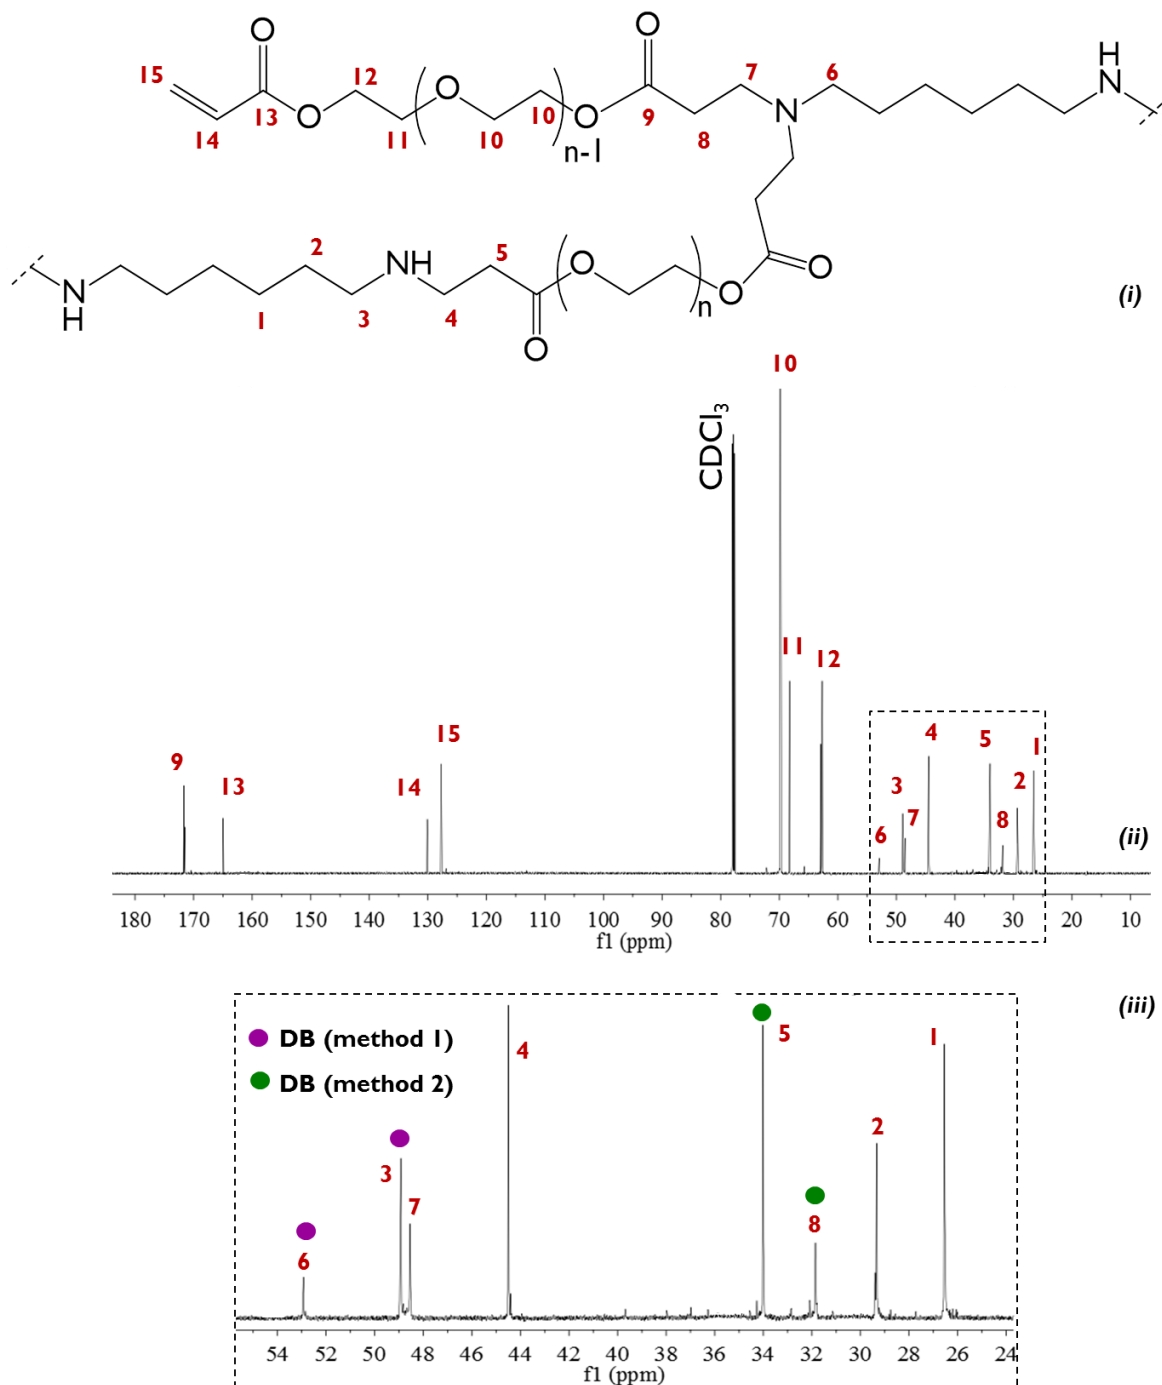 O O H
15 12 O 7 6 N
13 O 10 O 9 N
14 11 10 n-1 8
2 NH 5 O O
N H 1 3 4 O n O (i)
10
CDCl3
11 12
15
9 13 14 4 5 1
3 2
6 7 8 (ii)
180 170 160 150 140 130 120 110 100 90 80 70 60 50 40 30 20 10
f1 (ppm)
(iii)
DB (method 1)
DB (method 2)
4 5 1
3 2
7 8
6
54 52 50 48 46 44 42 40 38 36 34 32 30 28 26 24
f1 (ppm)